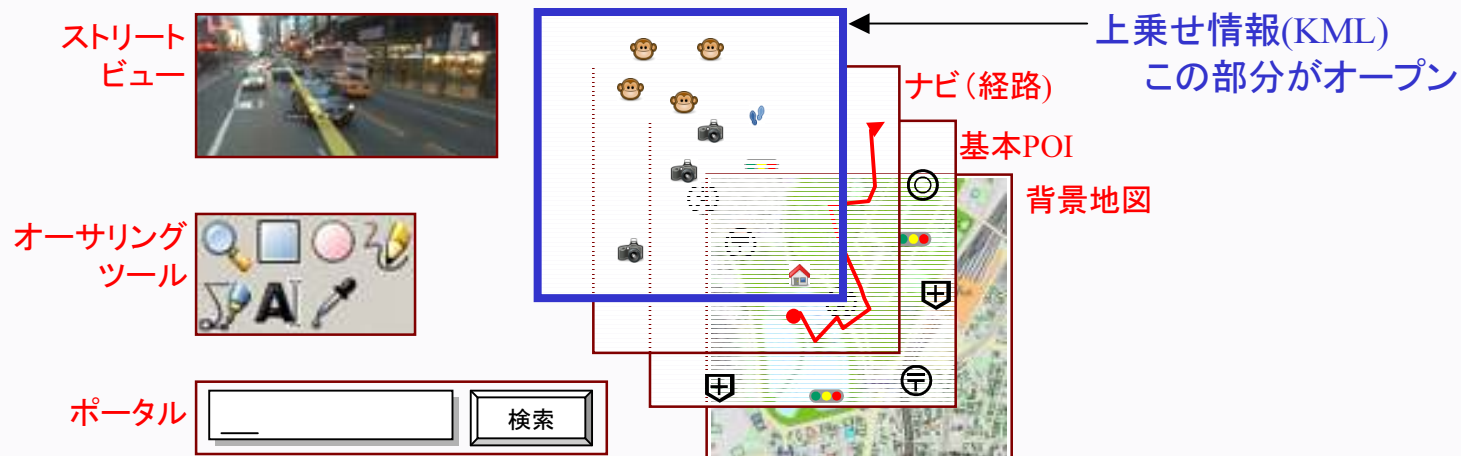 ストリート
ビュー
上乗せ情報(KML)
この部分がオープン
ナビ（経路)
基本POI
背景地図
オーサリング
ツール
A
ポータル
検索